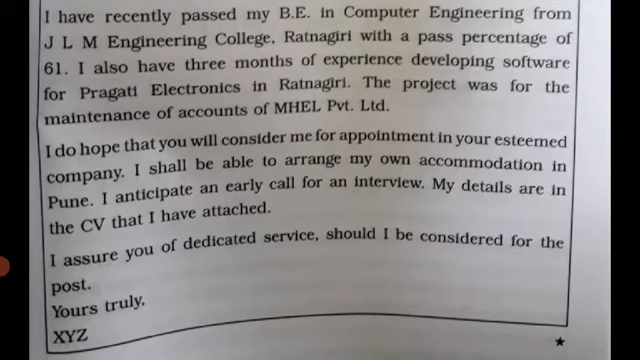 I have recently passed my B.E. in Computer Engineering from
J L M Engineering College, Ratnagiri with a pass percentage of
61. I also have three months of experience developing software
for Pragati Electronics in Ratnagiri. The project was for the
maintenance of accounts of MHEL Pvt. Ltd.
I do hope that you will consider me for appointment in your esteemed
company. I shall be able to arrange my own accommodation in
Pune. I anticipate an early call for an interview. My details are in
the CV that I have attached.
I assure you of dedicated service, should I be considered for the
post.
Yours truly,
XYZ